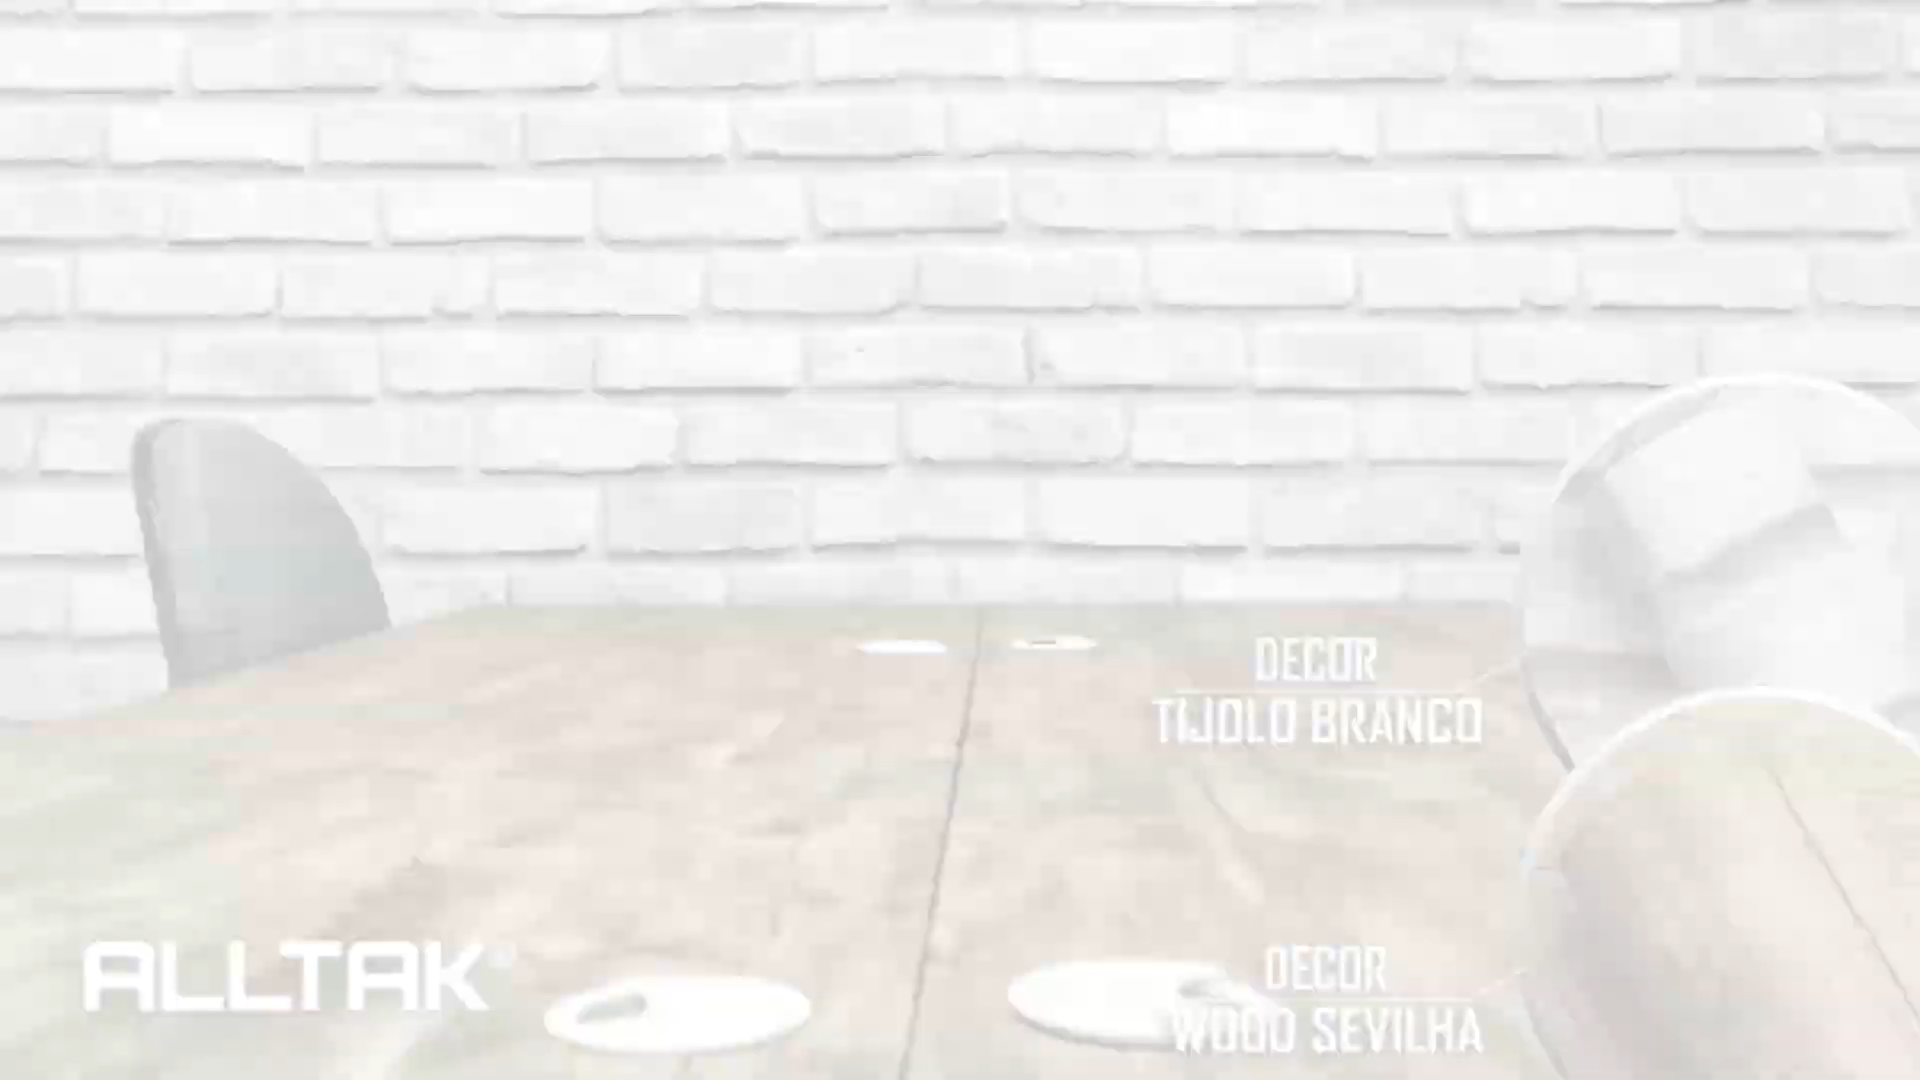 DECOR
TIJOLO BRANCO
ALLTAK
DECOR
WOOD SEVILHA